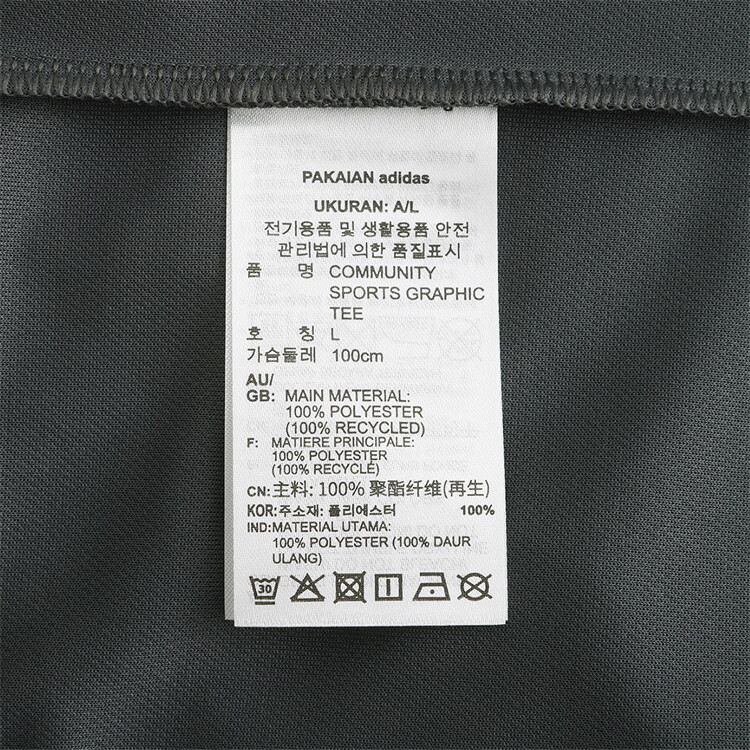 PAKAIAN adidas
UKURAN: A/L
전기용품 및 생활용품 안전
관리법에 의한 품질표시
품 명 COMMUNITY
SPORTS GRAPHIC
TEE
호 칭 L
가슴둘레 100cm
AU/
GB: MAIN MATERIAL:
100% POLYESTER
(100% RECYCLED)
F: MATIERE PRINCIPALE:
100% POLYESTER
(100% RECYCLÉ)
CN: 主料: 100% 聚酯纤维(再生)
KOR: 주소재: 폴리에스터 100%
IND: MATERIAL UTAMA:
100% POLYESTER (100% DAUR
ULANG)
30